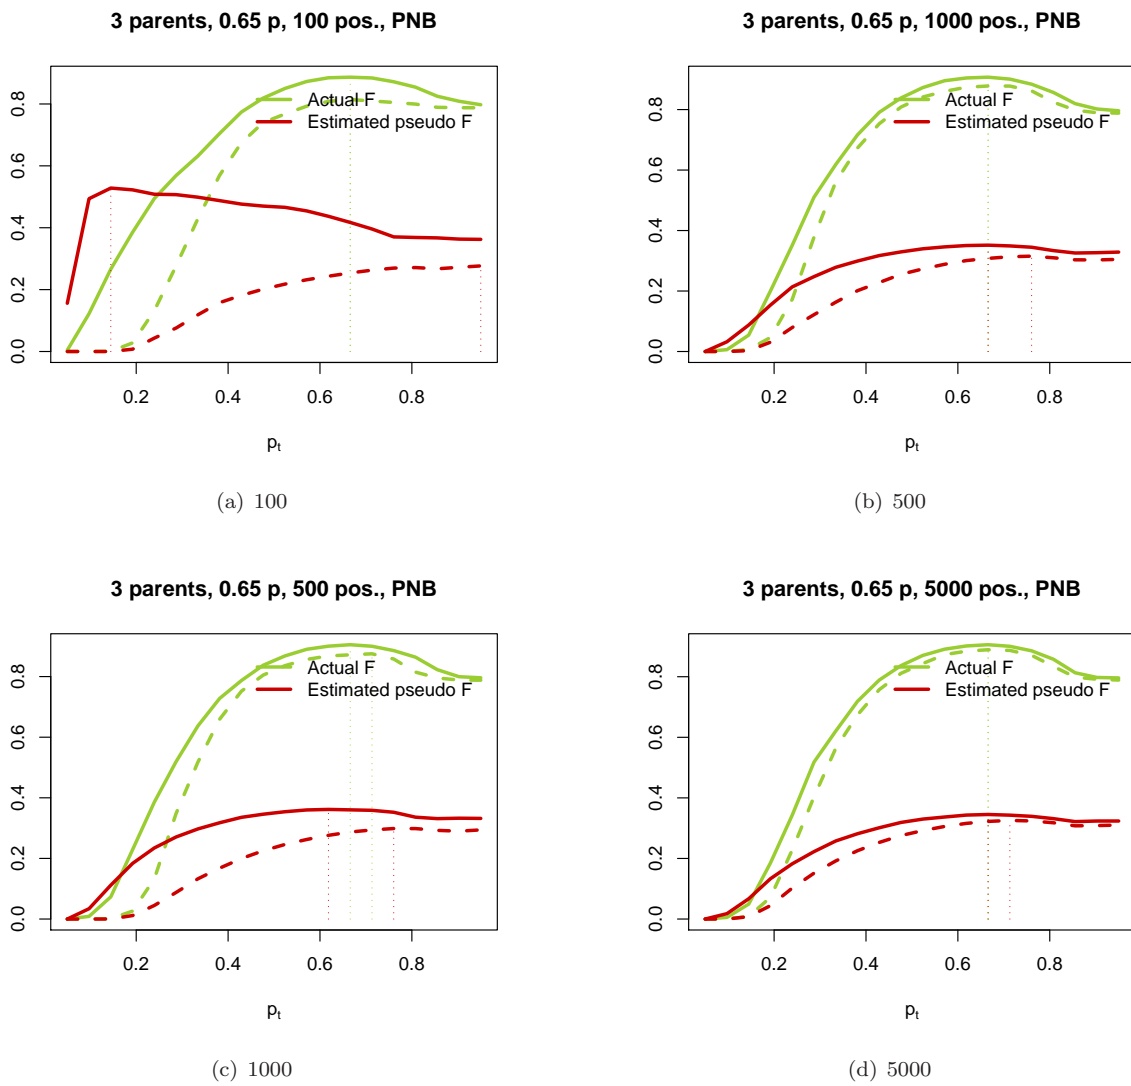 3 parents, 0.65 p, 100 pos., PNB
0.0 0.2 0.4 0.6 0.8
Actual F
Estimated pseudo F
0.2 0.4 0.6 0.8
pt
(a) 100
3 parents, 0.65 p, 1000 pos., PNB
0.0 0.2 0.4 0.6 0.8
Actual F
Estimated pseudo F
0.2 0.4 0.6 0.8
pt
(b) 500
3 parents, 0.65 p, 500 pos., PNB
0.0 0.2 0.4 0.6 0.8
Actual F
Estimated pseudo F
0.2 0.4 0.6 0.8
pt
(c) 1000
3 parents, 0.65 p, 5000 pos., PNB
0.0 0.2 0.4 0.6 0.8
Actual F
Estimated pseudo F
0.2 0.4 0.6 0.8
pt
(d) 5000